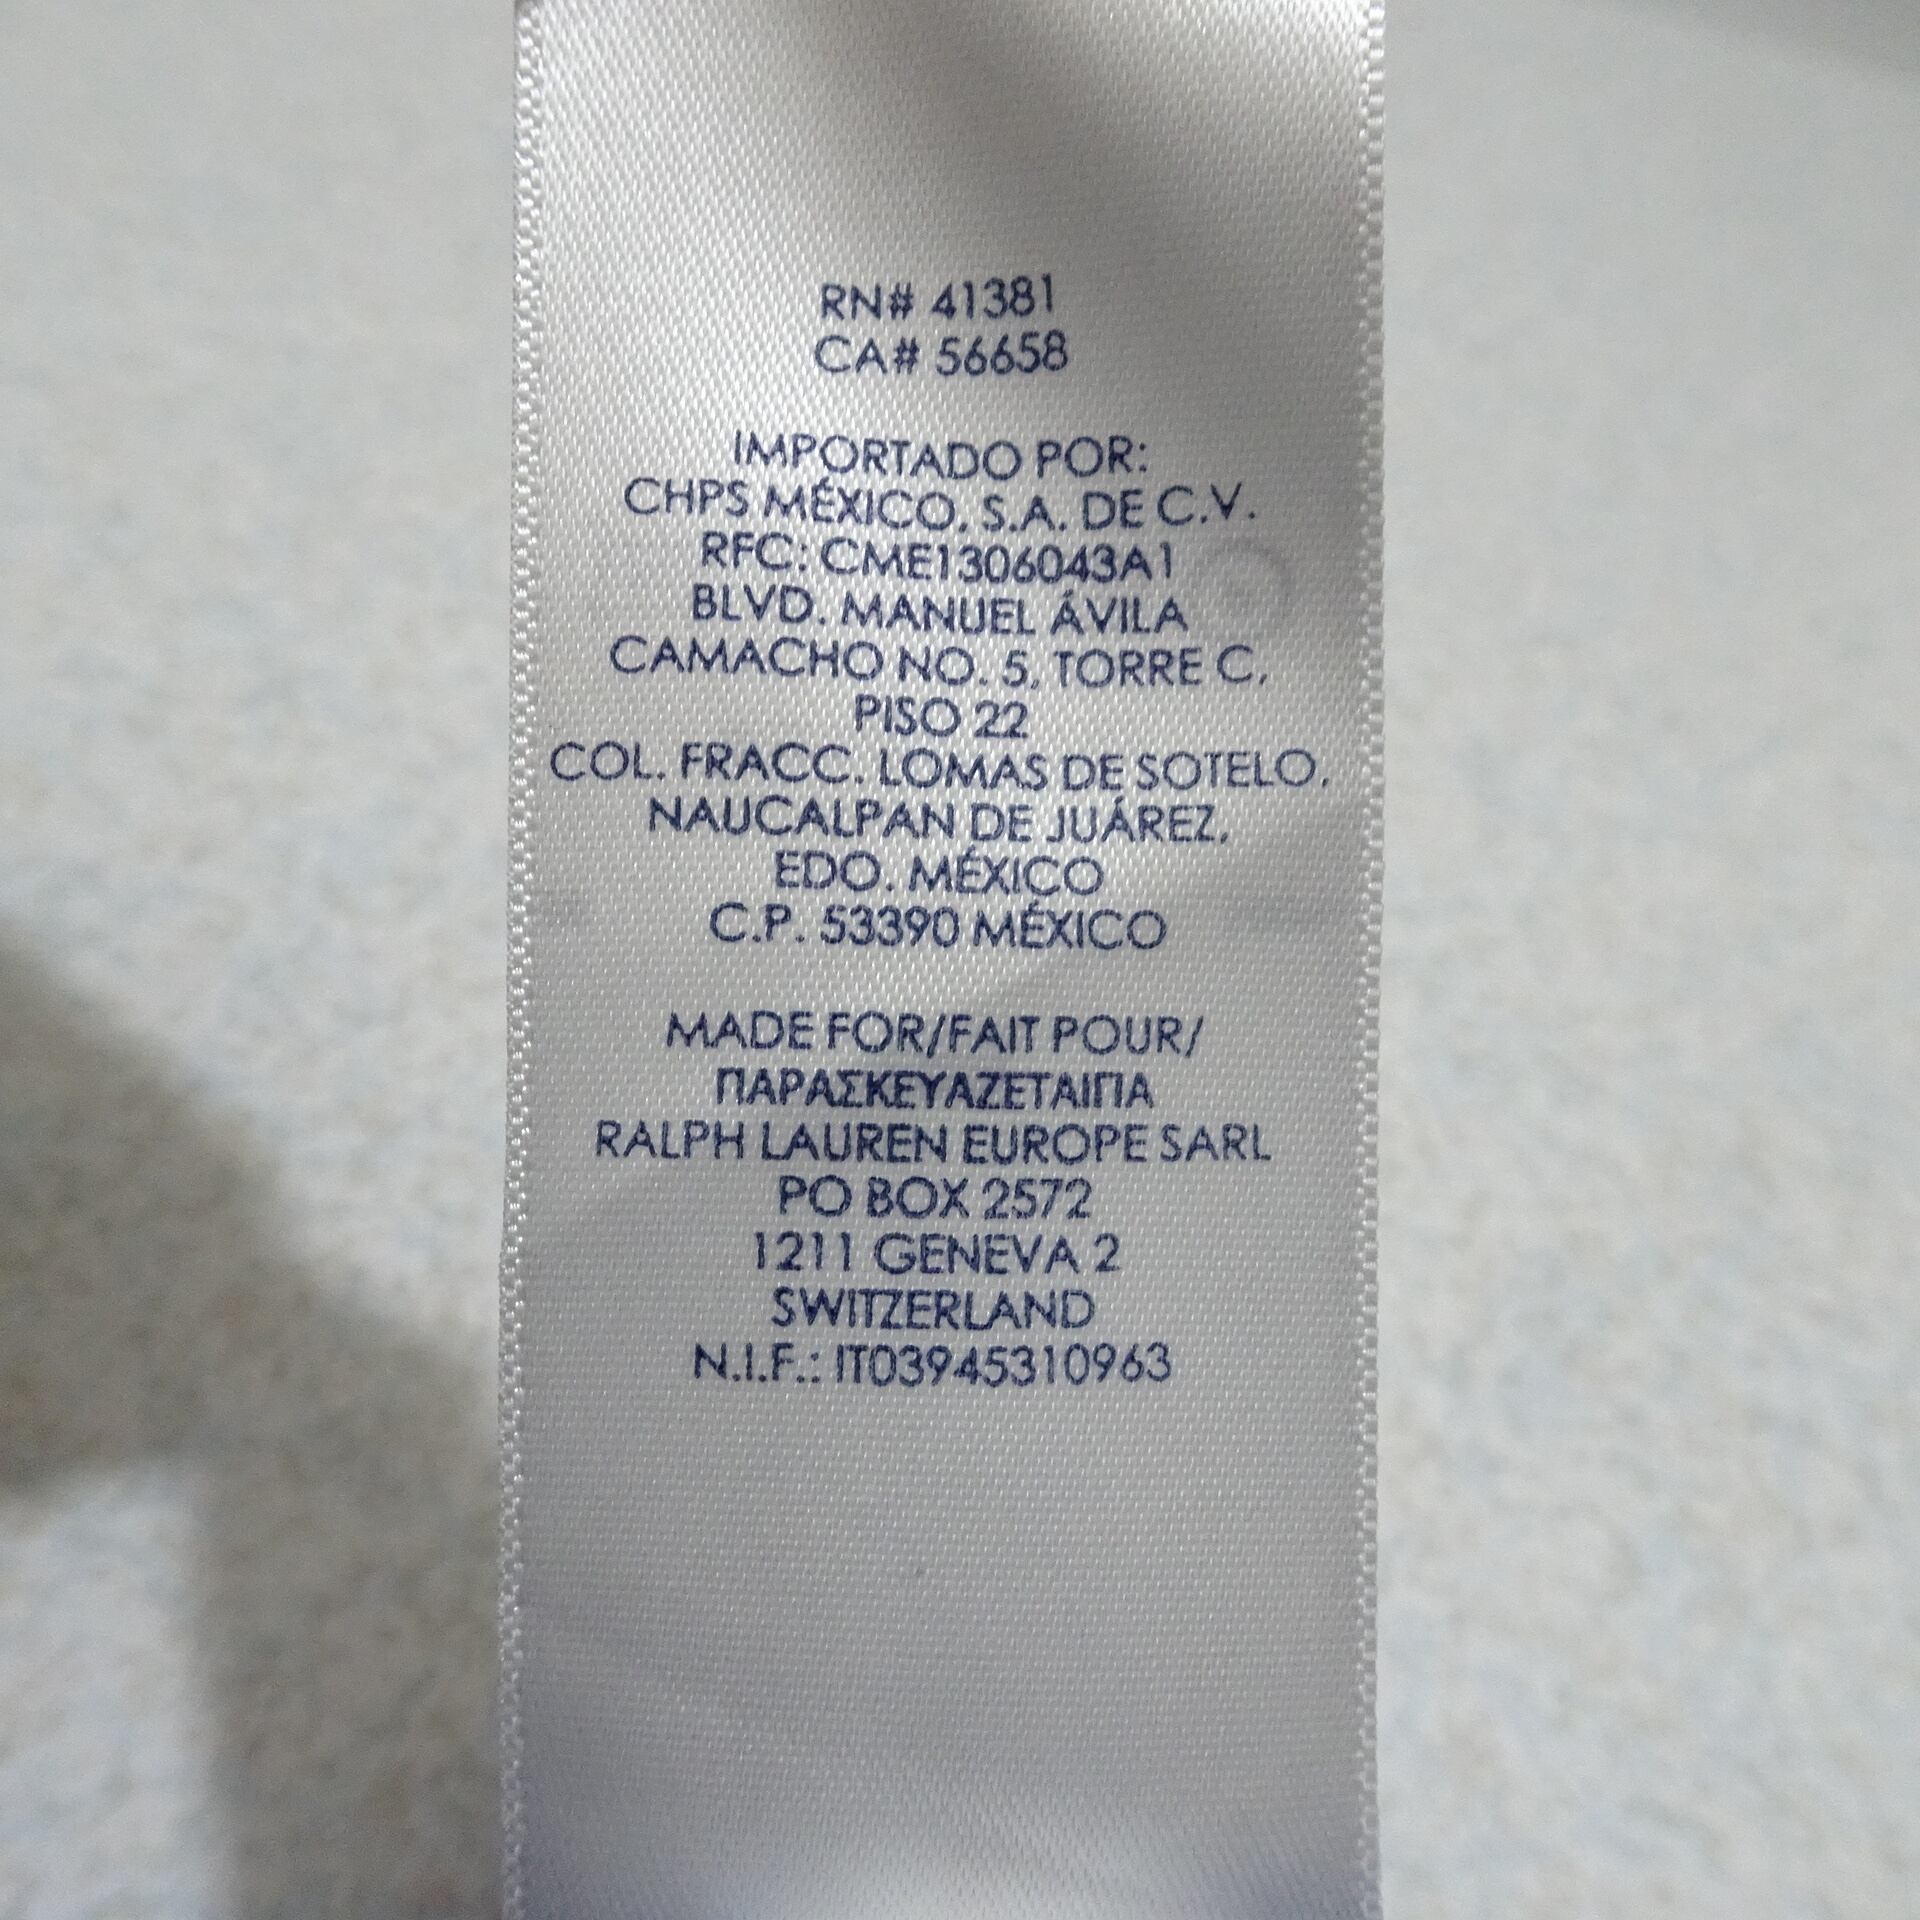 RN# 41381
CA# 56658
IMPORTADO POR:
CHPS MÉXICO, S.A. DE C.V.
RFC: CME1306043A1
BLVD. MANUEL ÁVILA
CAMACHO NO. 5, TORRE C,
PISO 22
COL. FRACC. LOMAS DE SOTELO,
NAUCALPAN DE JUÁREZ,
EDO. MÉXICO
C.P. 53390 MÉXICO
MADE FOR/FAIT POUR/
ΠΑΡΑΣΚΕΥΑΖΕΤΑΙΠΑ
RALPH LAUREN EUROPE SARL
PO BOX 2572
1211 GENEVA 2
SWITZERLAND
N.I.F.: IT03945310963